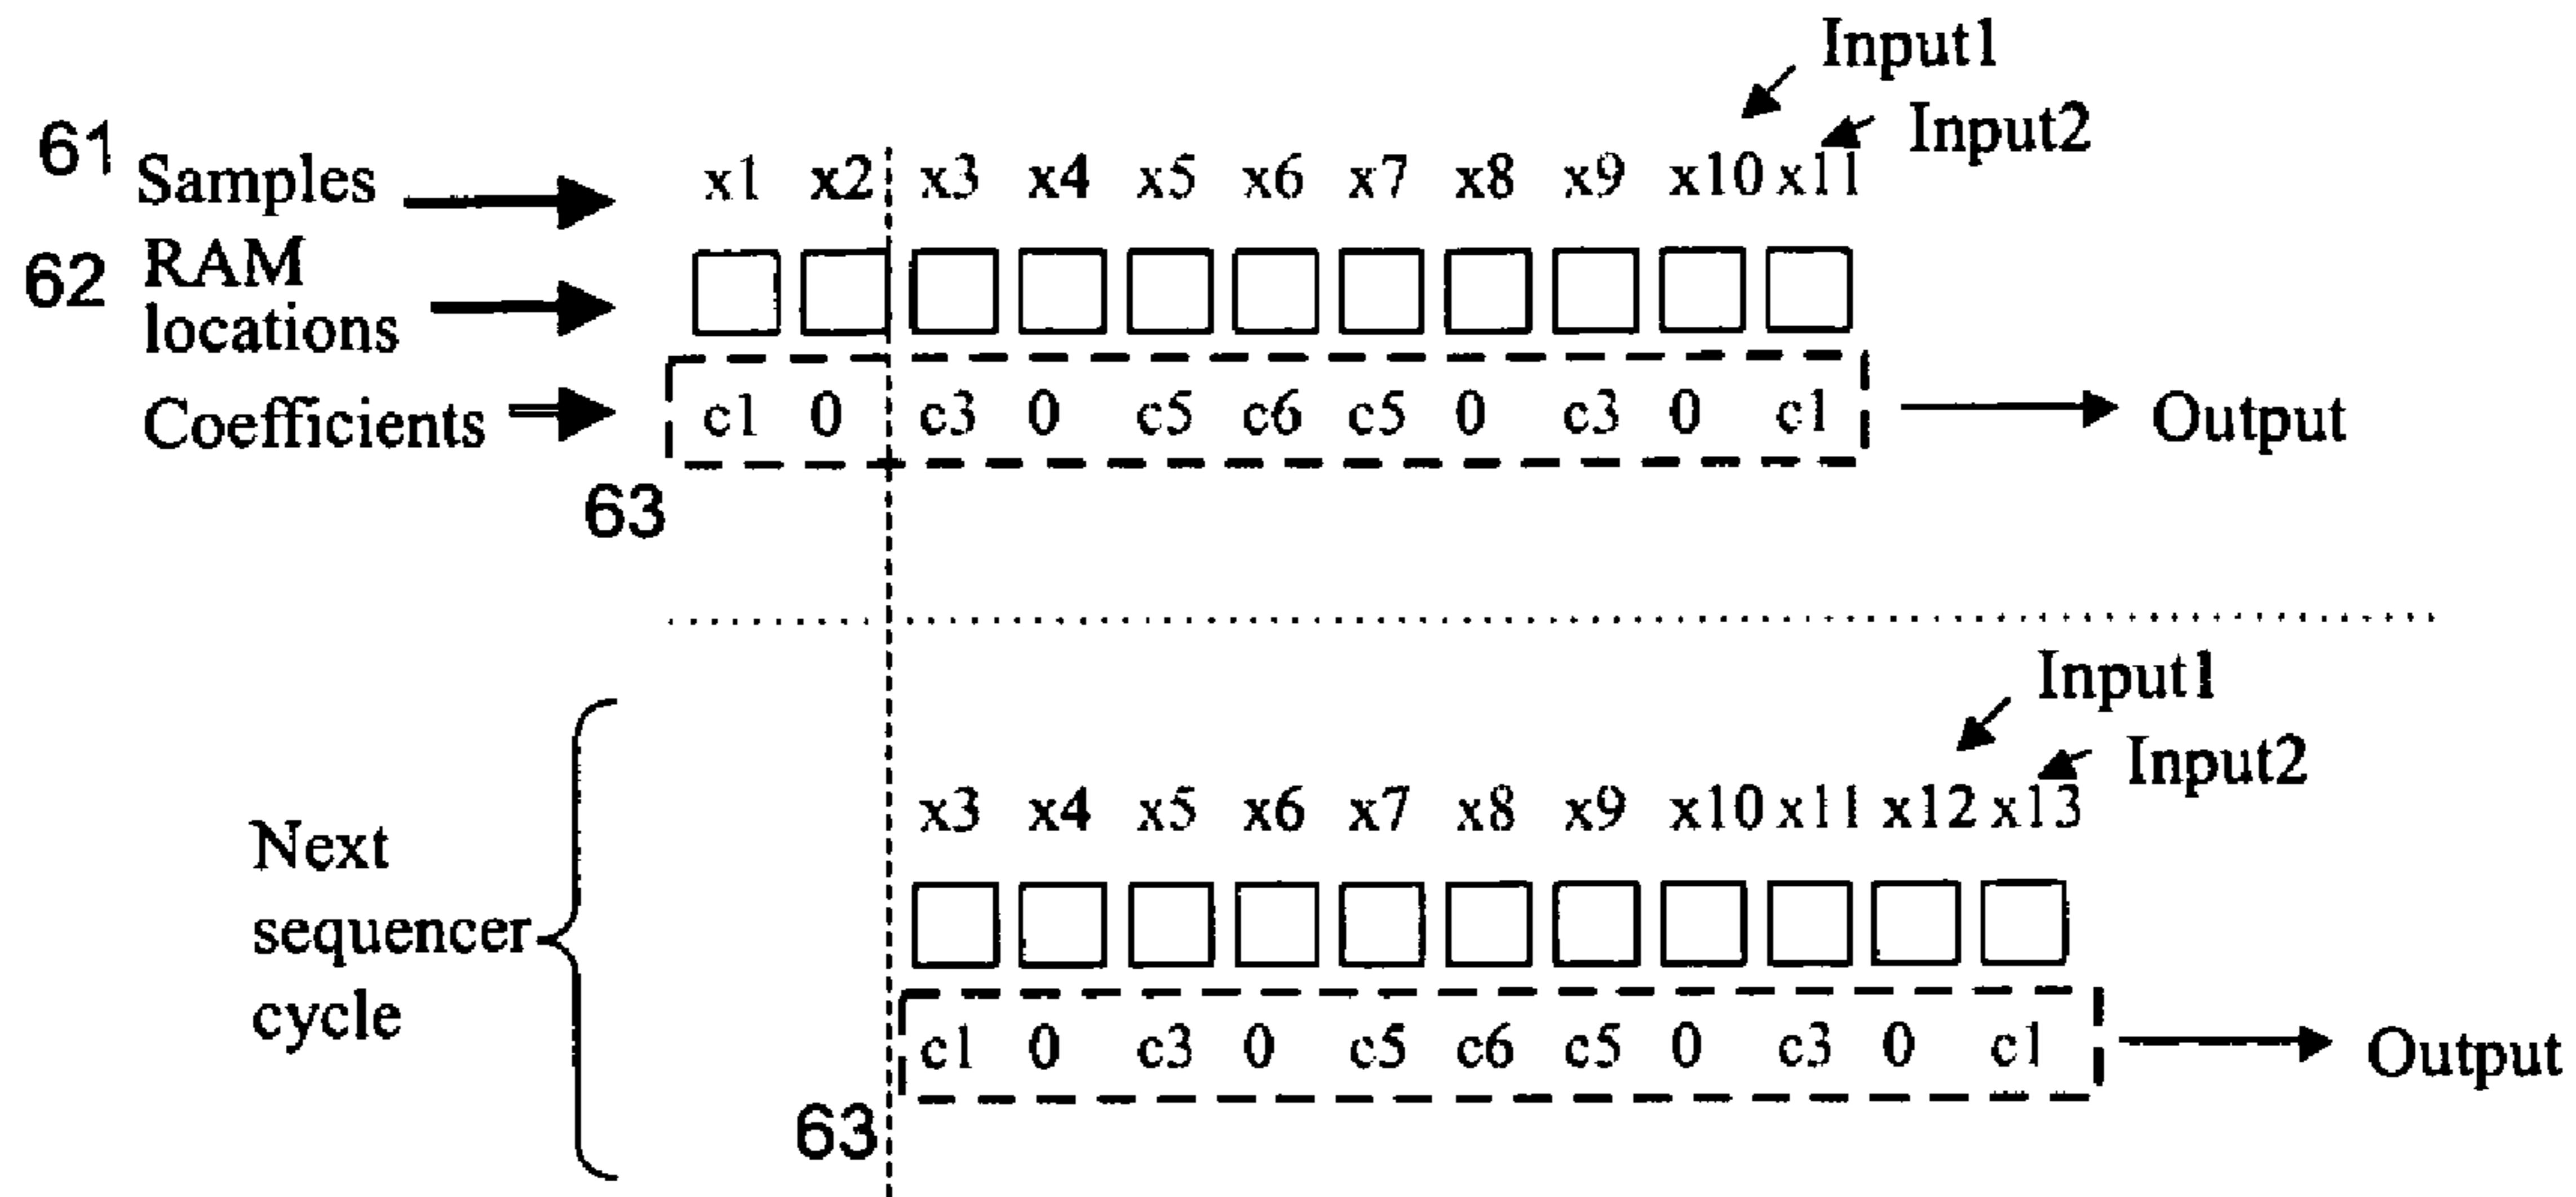 Input1
Input2
61 Samples x1 x2 x3 x4 x5 x6 x7 x8 x9 x10 x11
62 RAM locations
Coefficients c1 0 c3 0 c5 c6 c5 0 c3 0 c1 Output
63
Input1
Input2
x3 x4 x5 x6 x7 x8 x9 x10 x11 x12 x13
Next
sequencer
cycle
c1 0 c3 0 c5 c6 c5 0 c3 0 c1 Output
63